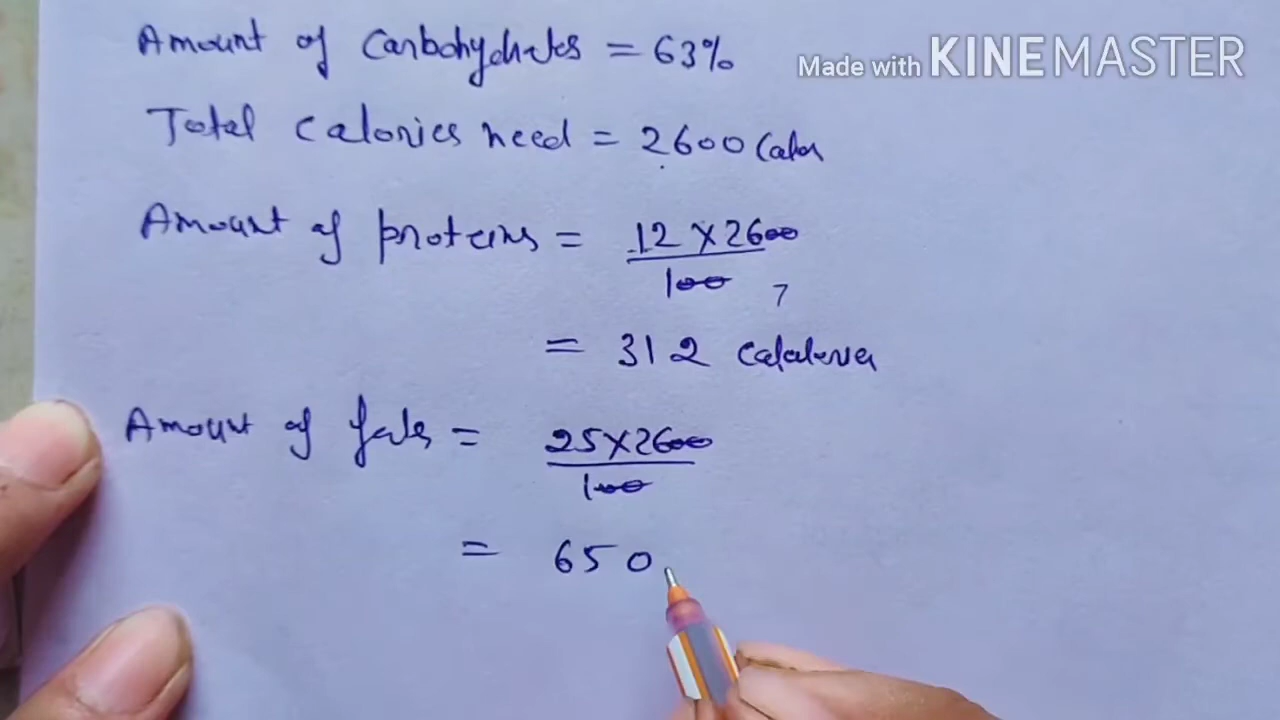 Amount of Carbohydrates = 63%
Made with KINEMASTER
Total Calories need = 2600 Calor
Amount of proteins = 12 × 2600
100
7
= 312
Amount of fats = 25×2600
100
= 650